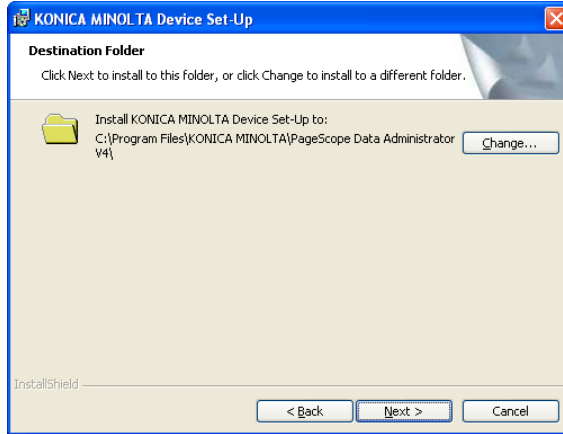 KONICA MINOLTA Device Set-Up
Destination Folder
Click Next to install to this folder, or click Change to install to a different folder.
Install KONICA MINOLTA Device Set-Up to:
C:\Program Files\KONICA MINOLTA\PageScope Data Administrator
V4\
Change...
InstallShield
< Back
Next >
Cancel